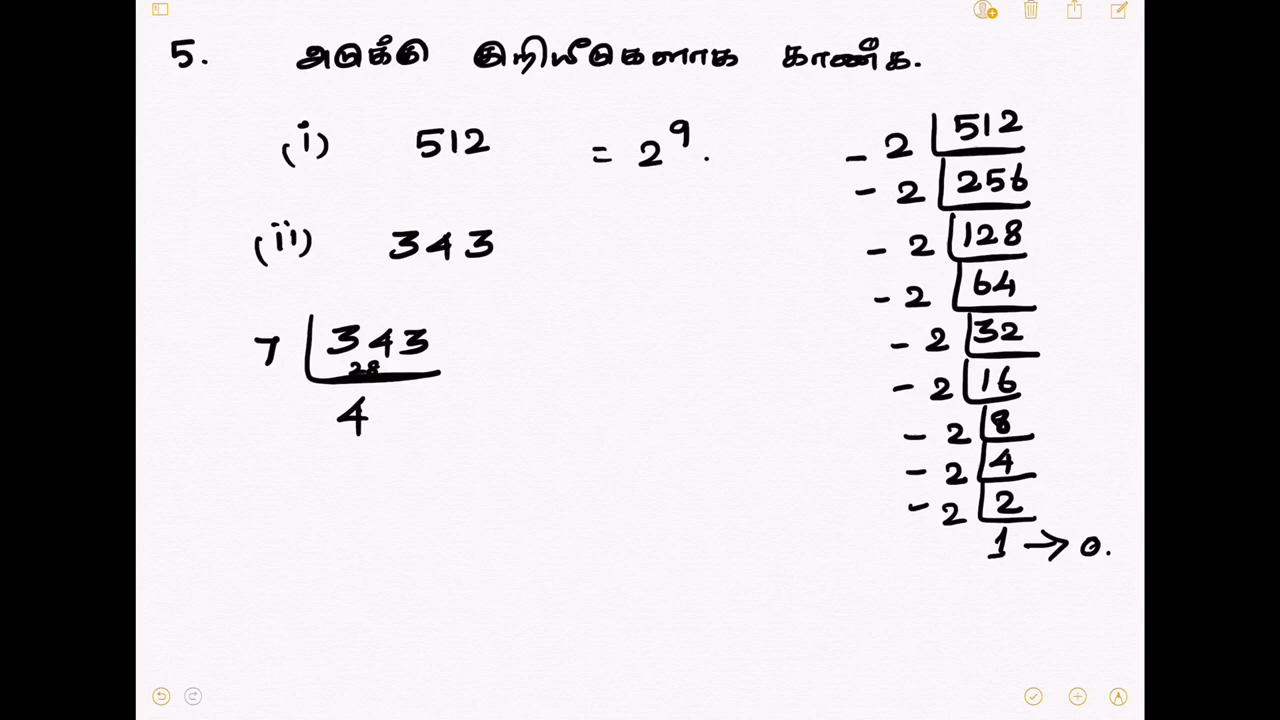 5. அடுக்கு குறியீடுகளாக காண்க.
(i) 512 = 2⁹.
(ii) 343
7 | 343
28
4
- 2 | 512
- 2 | 256
- 2 | 128
- 2 | 64
- 2 | 32
- 2 | 16
- 2 | 8
- 2 | 4
- 2 | 2
1 → 0.